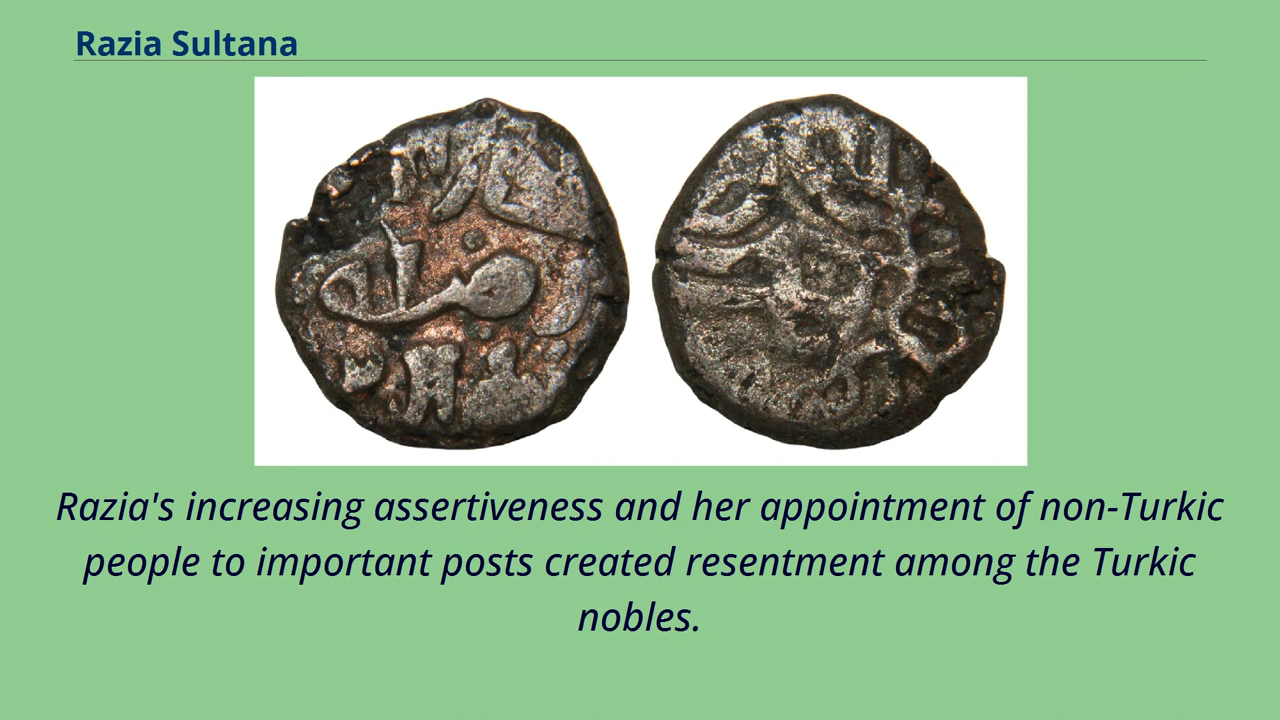 Razia Sultana
Razia's increasing assertiveness and her appointment of non-Turkic
people to important posts created resentment among the Turkic
nobles.